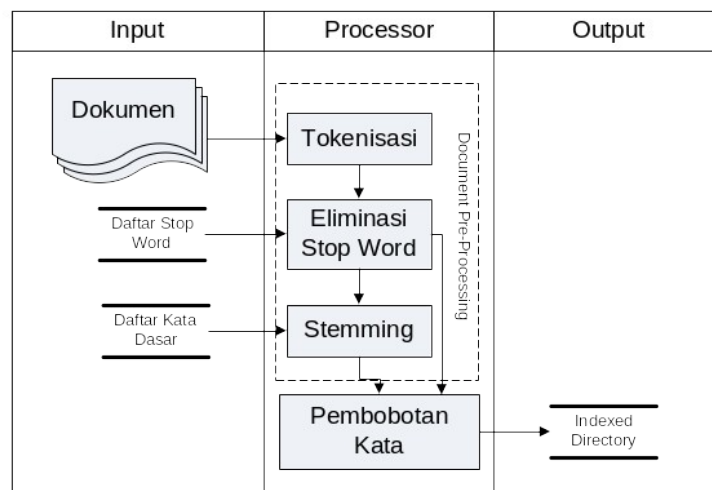 Input
Processor
Output
Dokumen
Tokenisasi
Daftar Stop
Word
Eliminasi
Stop Word
Document Pre-Processing
Daftar Kata
Dasar
Stemming
Pembobotan
Kata
Indexed
Directory